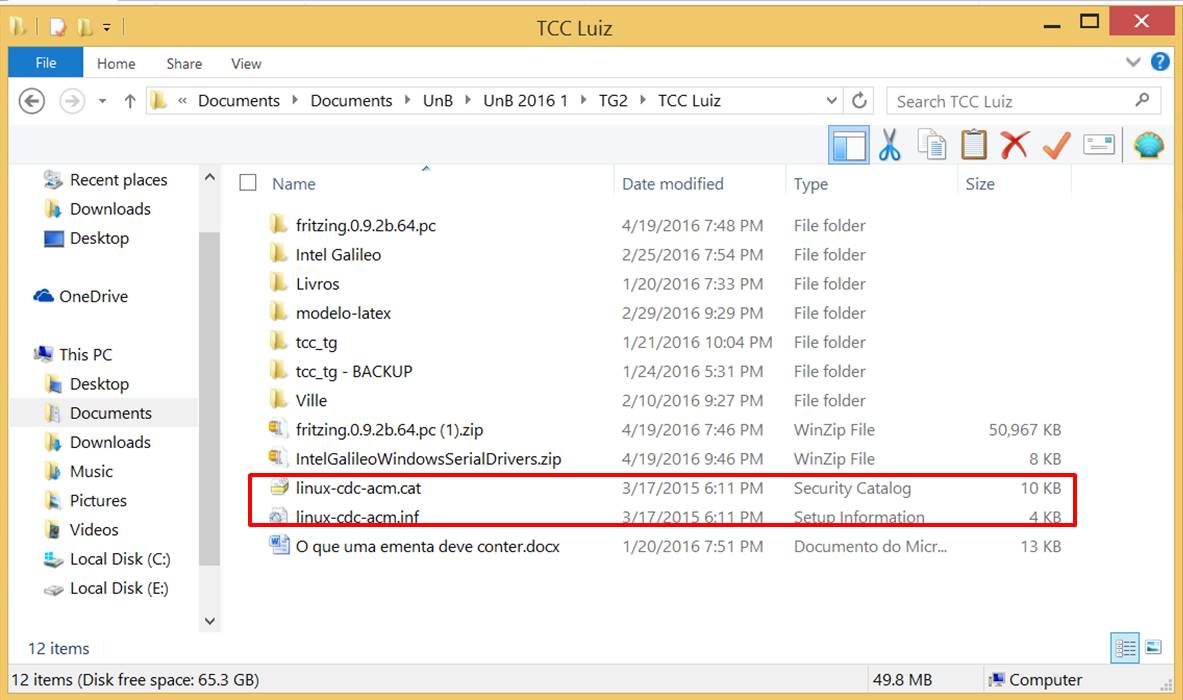 TCC Luiz
File Home Share View
« Documents Documents UnB UnB 2016 1 TG2 TCC Luiz Search TCC Luiz
Recent places
Downloads
Desktop
OneDrive
This PC
Desktop
Documents
Downloads
Music
Pictures
Videos
Local Disk (C:)
Local Disk (E:)
Name Date modified Type Size
fritzing.0.9.2b.64.pc 4/19/2016 7:48 PM File folder
Intel Galileo 2/25/2016 7:54 PM File folder
Livros 1/20/2016 7:33 PM File folder
modelo-latex 2/29/2016 9:29 PM File folder
tcc_tg 1/21/2016 10:04 PM File folder
tcc_tg - BACKUP 1/24/2016 5:31 PM File folder
Ville 2/10/2016 9:27 PM File folder
fritzing.0.9.2b.64.pc (1).zip 4/19/2016 7:46 PM WinZip File 50,967 KB
IntelGalileoWindowsSerialDrivers.zip 4/19/2016 9:46 PM WinZip File 8 KB
linux-cdc-acm.cat 3/17/2015 6:11 PM Security Catalog 10 KB
linux-cdc-acm.inf 3/17/2015 6:11 PM Setup Information 4 KB
O que uma ementa deve conter.docx 1/20/2016 7:51 PM Documento do Micr... 13 KB
12 items
12 items (Disk free space: 65.3 GB) 49.8 MB Computer